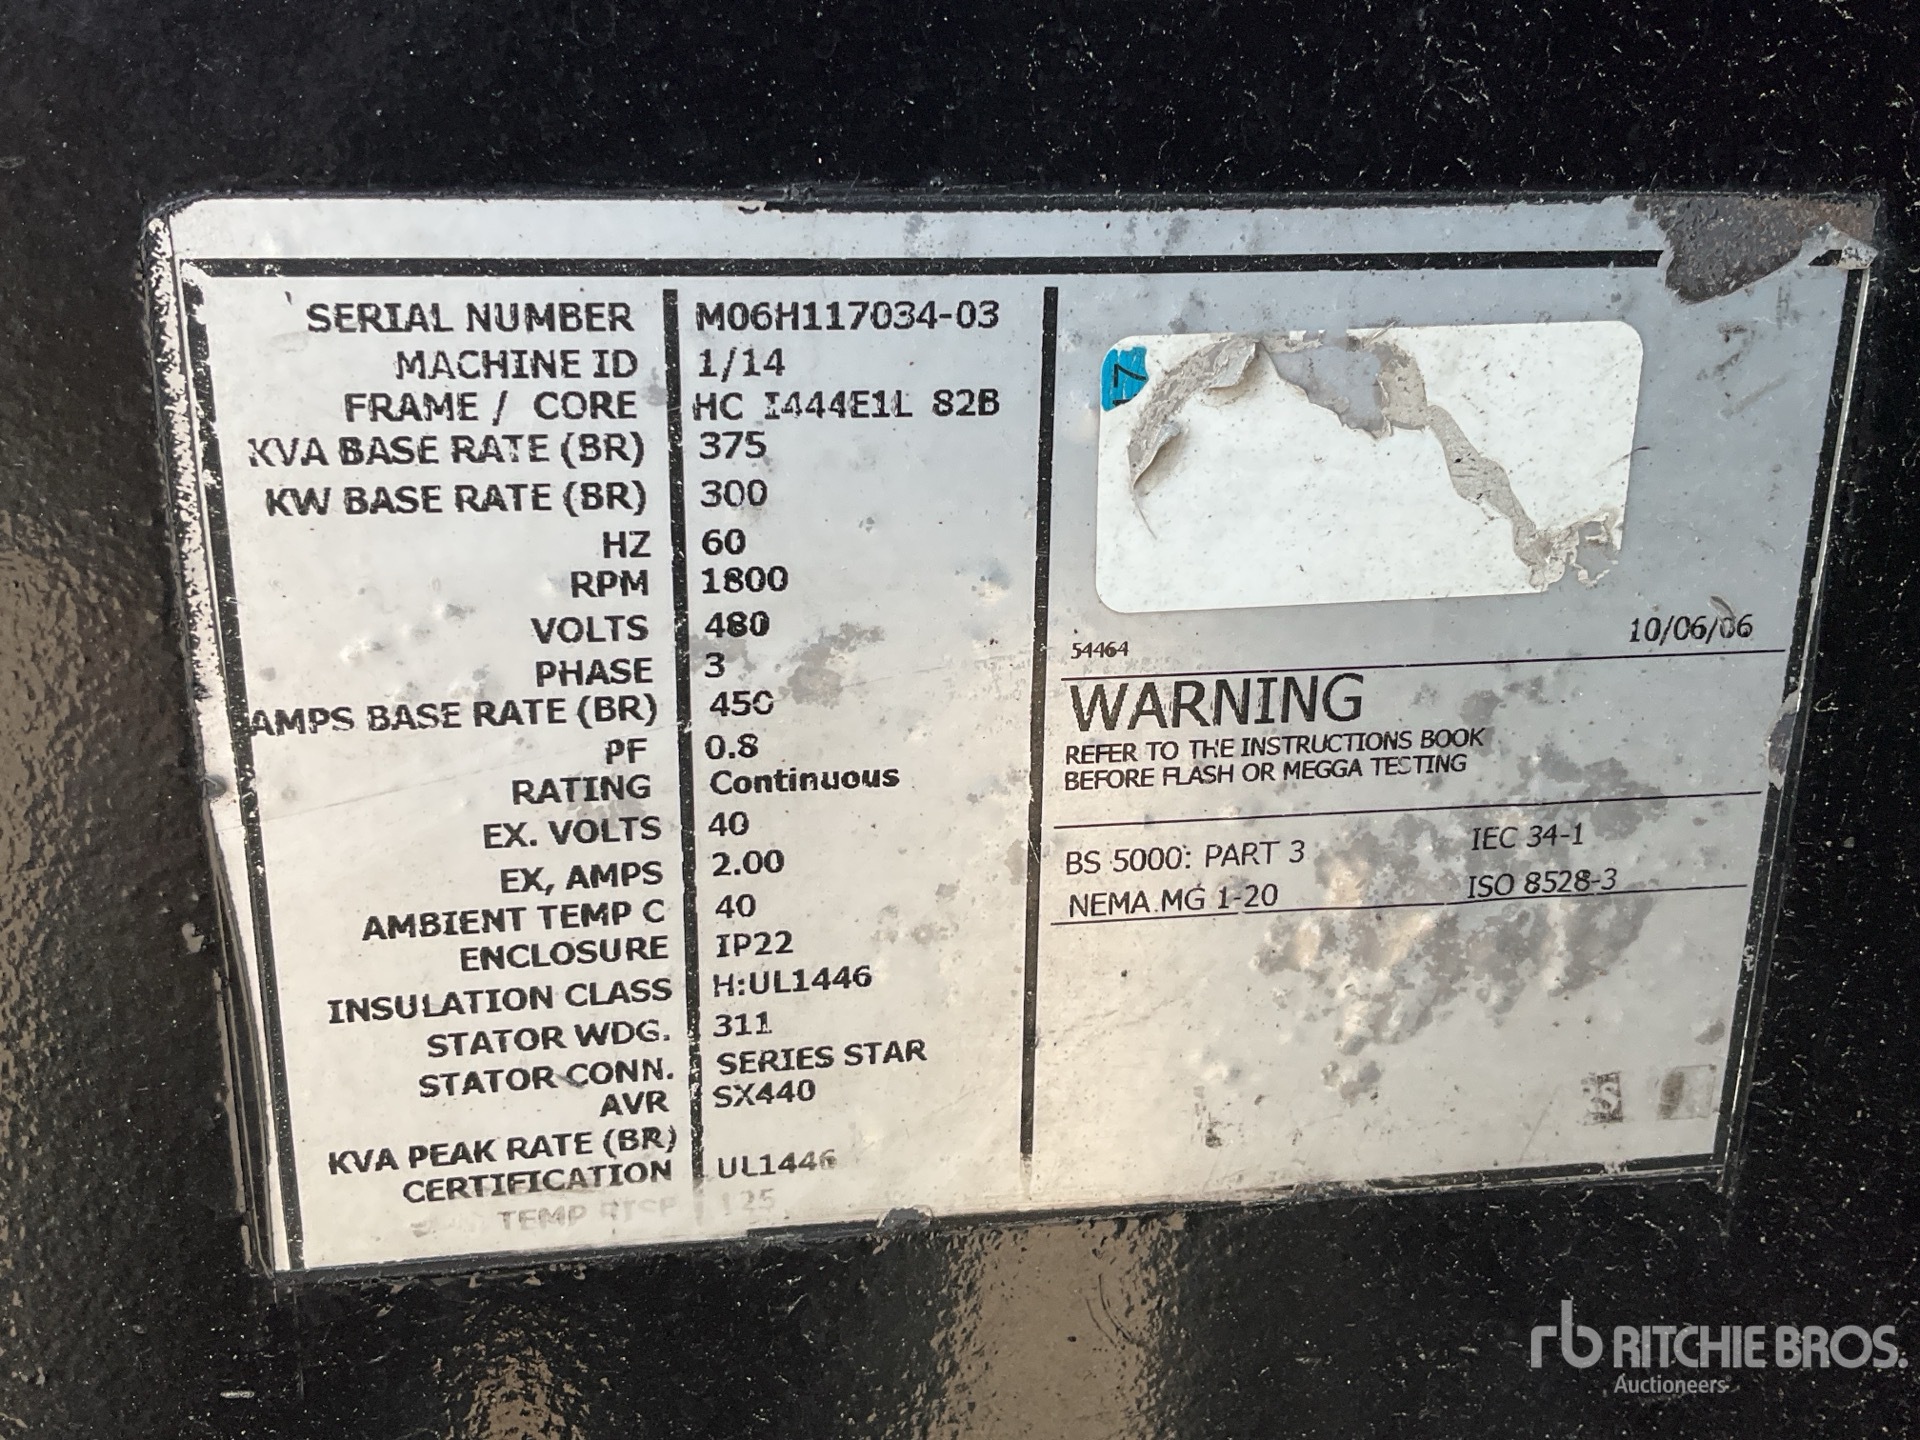 SERIAL NUMBER M06H117034-03
MACHINE ID 1/14
FRAME / CORE HC I444E1L 82B
KVA BASE RATE (BR) 375
KW BASE RATE (BR) 300
HZ 60
RPM 1800
VOLTS 480
PHASE 3
AMPS BASE RATE (BR) 450
PF 0.8
RATING Continuous
EX. VOLTS 40
EX, AMPS 2.00
AMBIENT TEMP C 40
ENCLOSURE IP22
INSULATION CLASS H:UL1446
STATOR WDG. 311
STATOR CONN. SERIES STAR
AVR SX440
KVA PEAK RATE (BR)
CERTIFICATION UL1446
TEMP RISE 125
17
54464 10/06/06
WARNING
REFER TO THE INSTRUCTIONS BOOK
BEFORE FLASH OR MEGGA TESTING
BS 5000: PART 3 IEC 34-1
NEMA MG 1-20 ISO 8528-3
rb RITCHIE BROS.
Auctioneers